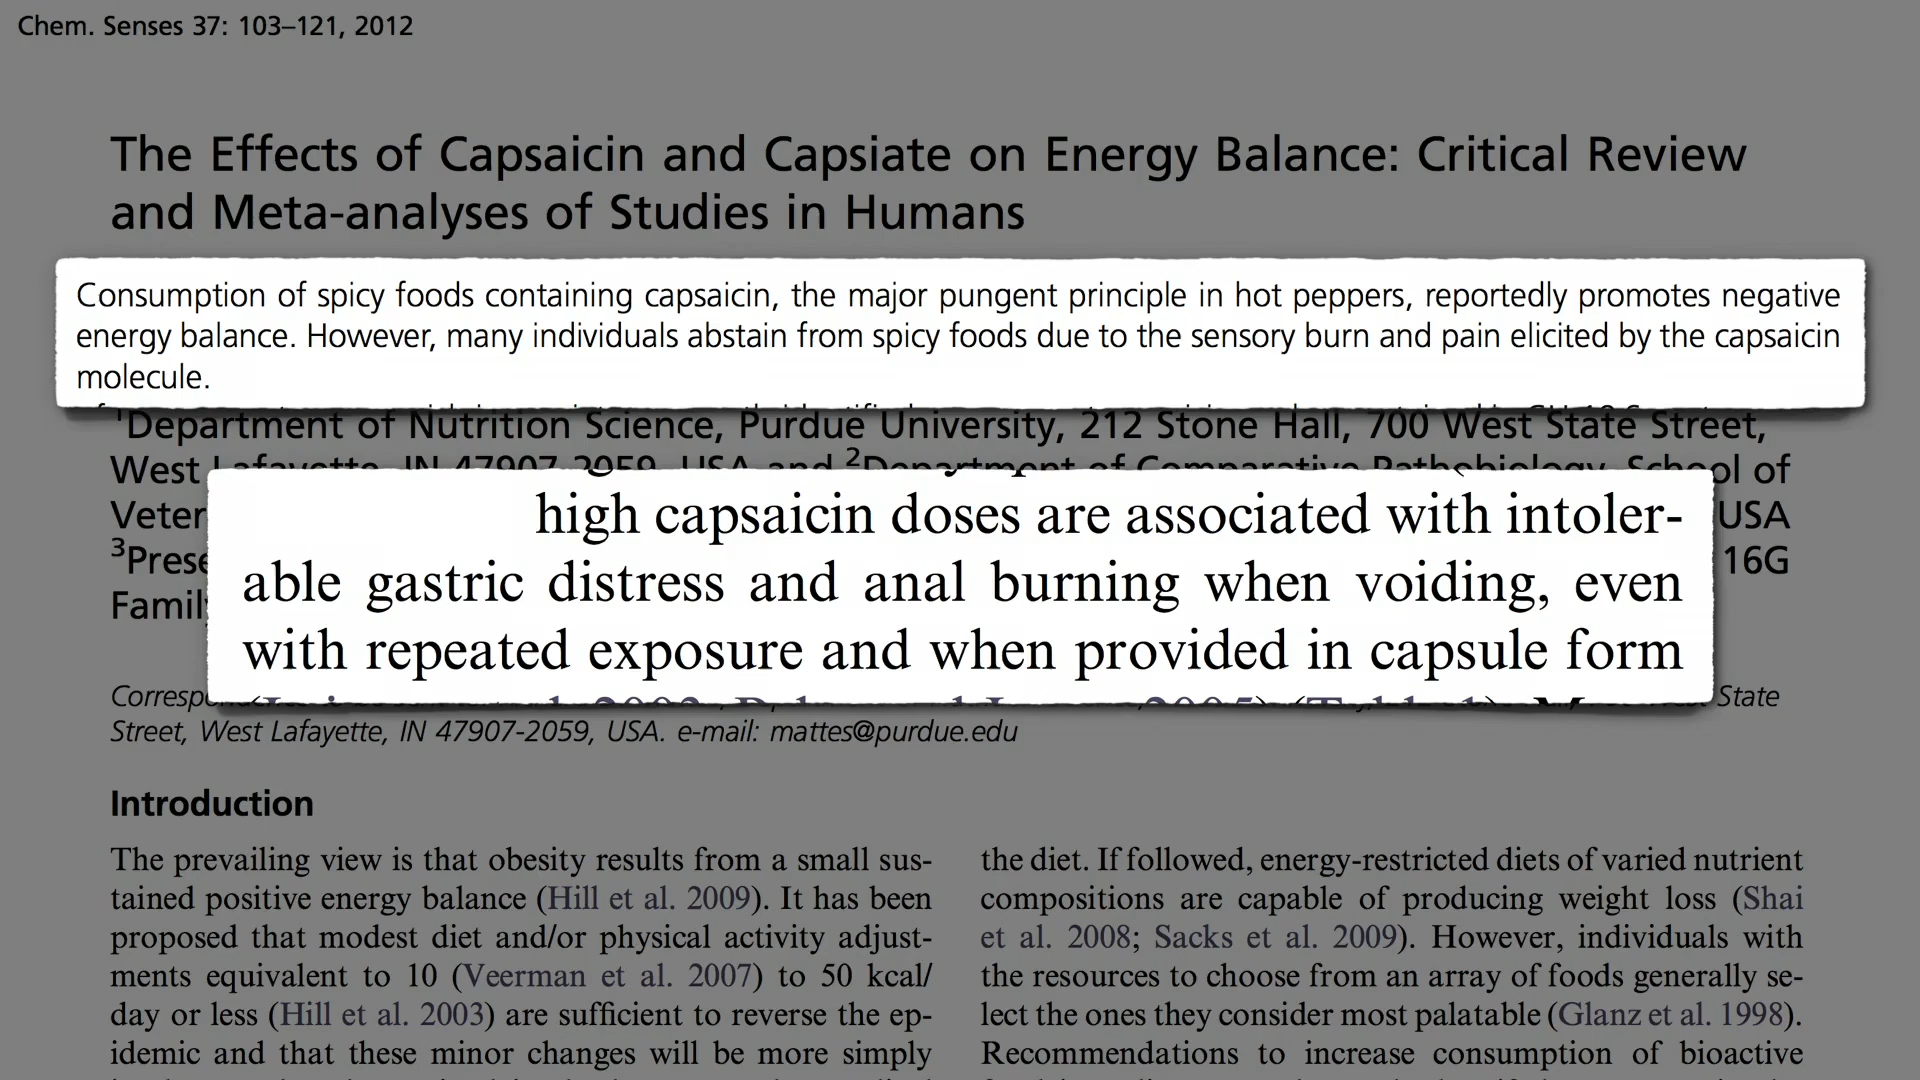 Chem. Senses 37: 103–121, 2012
The Effects of Capsaicin and Capsiate on Energy Balance: Critical Review
and Meta-analyses of Studies in Humans
Consumption of spicy foods containing capsaicin, the major pungent principle in hot peppers, reportedly promotes negative
energy balance. However, many individuals abstain from spicy foods due to the sensory burn and pain elicited by the capsaicin
molecule.
¹Department of Nutrition Science, Purdue University, 212 Stone Hall, 700 West State Street,
West Lafayette, IN 47907-2059, USA and ²Department of Comparative Pathobiology, School of
high capsaicin doses are associated with intoler-
able gastric distress and anal burning when voiding, even
with repeated exposure and when provided in capsule form
USA
16G
State
Street, West Lafayette, IN 47907-2059, USA. e-mail: mattes@purdue.edu
Introduction
The prevailing view is that obesity results from a small sus-
tained positive energy balance (Hill et al. 2009). It has been
proposed that modest diet and/or physical activity adjust-
ments equivalent to 10 (Veerman et al. 2007) to 50 kcal/
day or less (Hill et al. 2003) are sufficient to reverse the ep-
idemic and that these minor changes will be more simply
the diet. If followed, energy-restricted diets of varied nutrient
compositions are capable of producing weight loss (Shai
et al. 2008; Sacks et al. 2009). However, individuals with
the resources to choose from an array of foods generally se-
lect the ones they consider most palatable (Glanz et al. 1998).
Recommendations to increase consumption of bioactive